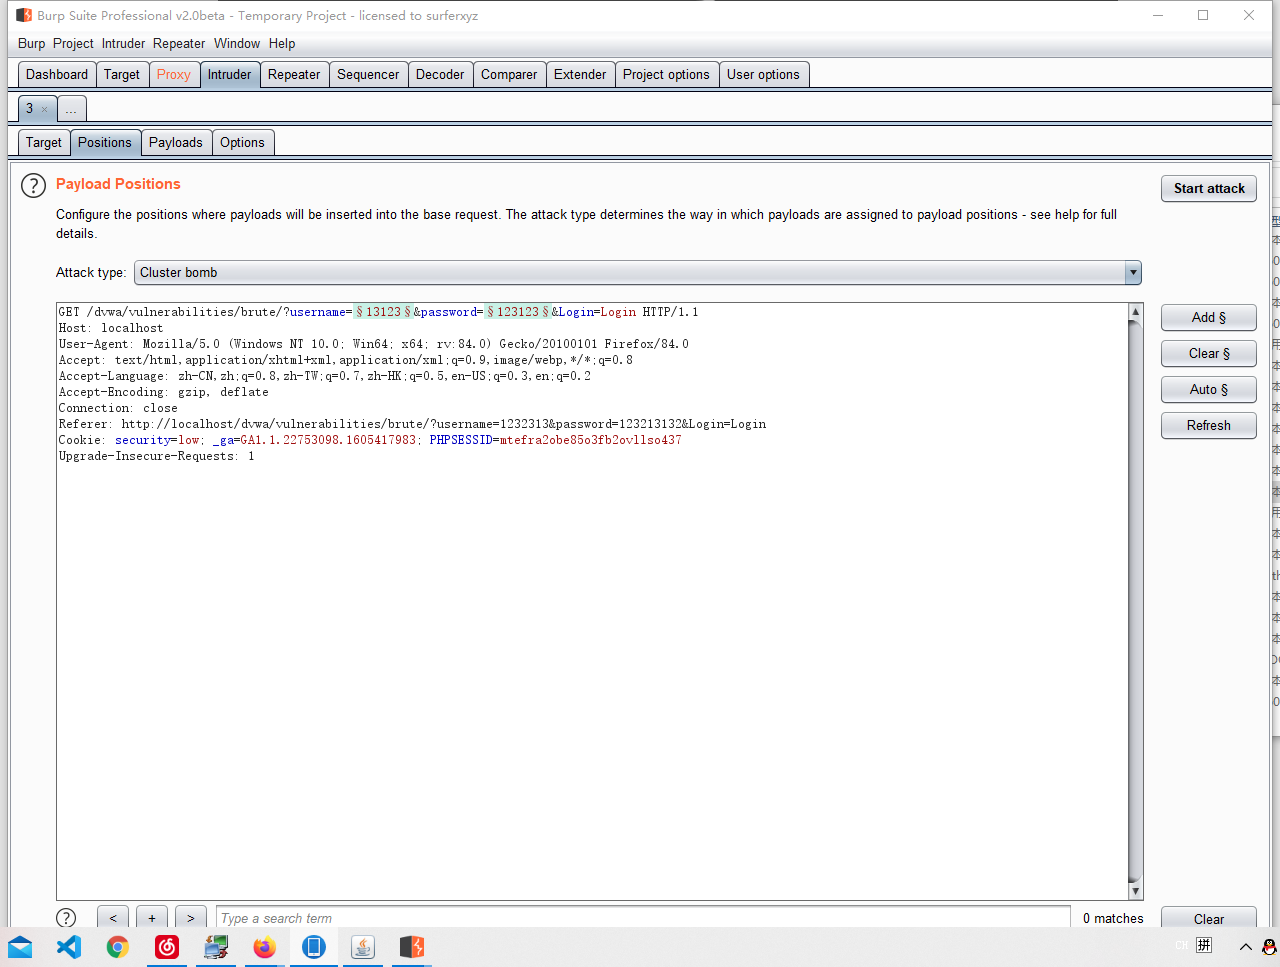 Burp Suite Professional v2.0beta - Temporary Project - licensed to surferxyz
Burp Project Intruder Repeater Window Help
Dashboard Target Proxy Intruder Repeater Sequencer Decoder Comparer Extender Project options User options
3 × ...
Target Positions Payloads Options
? Payload Positions
Start attack
Configure the positions where payloads will be inserted into the base request. The attack type determines the way in which payloads are assigned to payload positions - see help for full
details.
Attack type: Cluster bomb
GET /dvwa/vulnerabilities/brute/?username=§13123§&password=§123123§&Login=Login HTTP/1.1
Host: localhost
User-Agent: Mozilla/5.0 (Windows NT 10.0; Win64; x64; rv:84.0) Gecko/20100101 Firefox/84.0
Accept: text/html,application/xhtml+xml,application/xml;q=0.9,image/webp,*/*;q=0.8
Accept-Language: zh-CN,zh;q=0.8,zh-TW;q=0.7,zh-HK;q=0.5,en-US;q=0.3,en;q=0.2
Accept-Encoding: gzip, deflate
Connection: close
Referer: http://localhost/dvwa/vulnerabilities/brute/?username=1232313&password=123213132&Login=Login
Cookie: security=low; _ga=GA1.1.22753098.1605417983; PHPSESSID=mtefra2obe85o3fb2ovllso437
Upgrade-Insecure-Requests: 1
Add §
Clear §
Auto §
Refresh
? < + > Type a search term 0 matches Clear
CH 拼